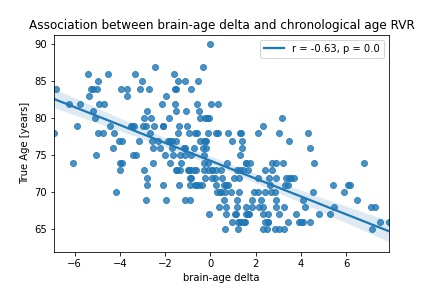 Association between brain-age delta and chronological age RVR
r = -0.63, p = 0.0
True Age [years]
90
85
80
75
70
65
−6 −4 −2 0 2 4 6
brain-age delta